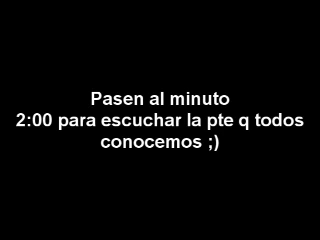 Pasen al minuto
2:00 para escuchar la pte q todos
conocemos ;)